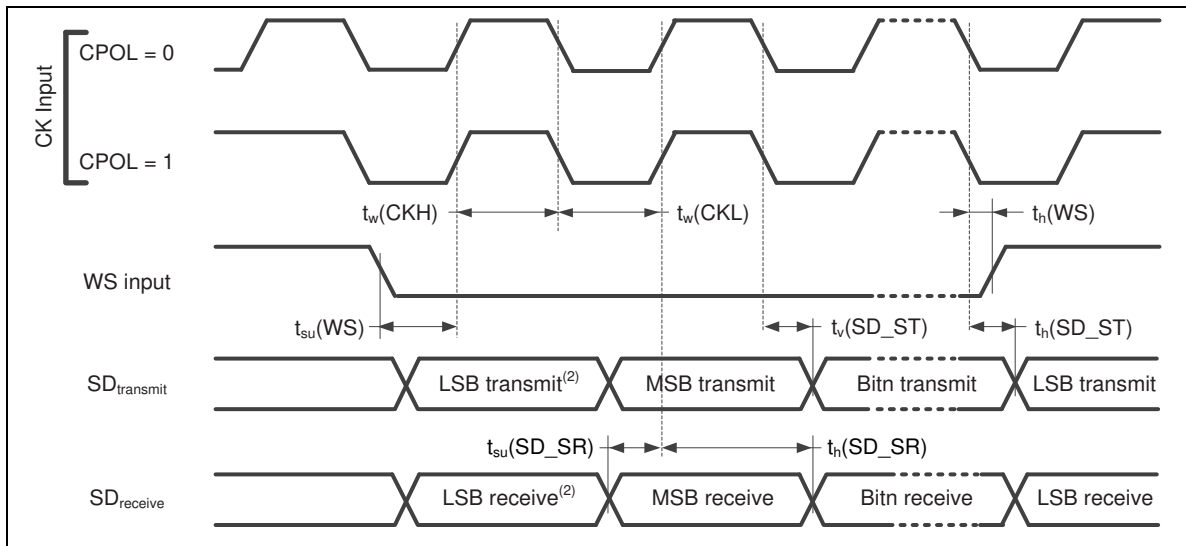 CK Input
CPOL = 0
CPOL = 1
tw(CKH)
tw(CKL)
th(WS)
WS input
tsu(WS)
tv(SD_ST)
th(SD_ST)
SDtransmit
LSB transmit(2)
MSB transmit
Bitn transmit
LSB transmit
tsu(SD_SR)
th(SD_SR)
SDreceive
LSB receive(2)
MSB receive
Bitn receive
LSB receive